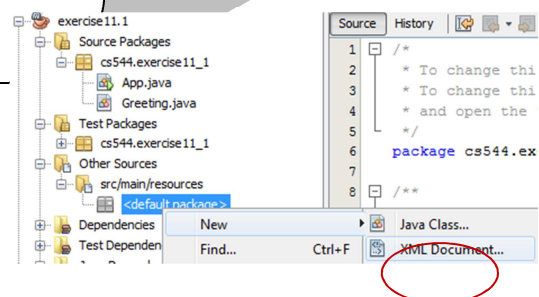 exercise11.1
Source Packages
cs544.exercise11_1
App.java
Greeting.java
Test Packages
cs544.exercise11_1
Other Sources
src/main/resources
<default package>
Dependencies
Test Dependen
Source History
1 /*
2 * To change thi
3 * To change thi
4 * and open the
5 */
6 package cs544.ex
7
8 /**
New
Find... Ctrl+F
Java Class...
XML Document...